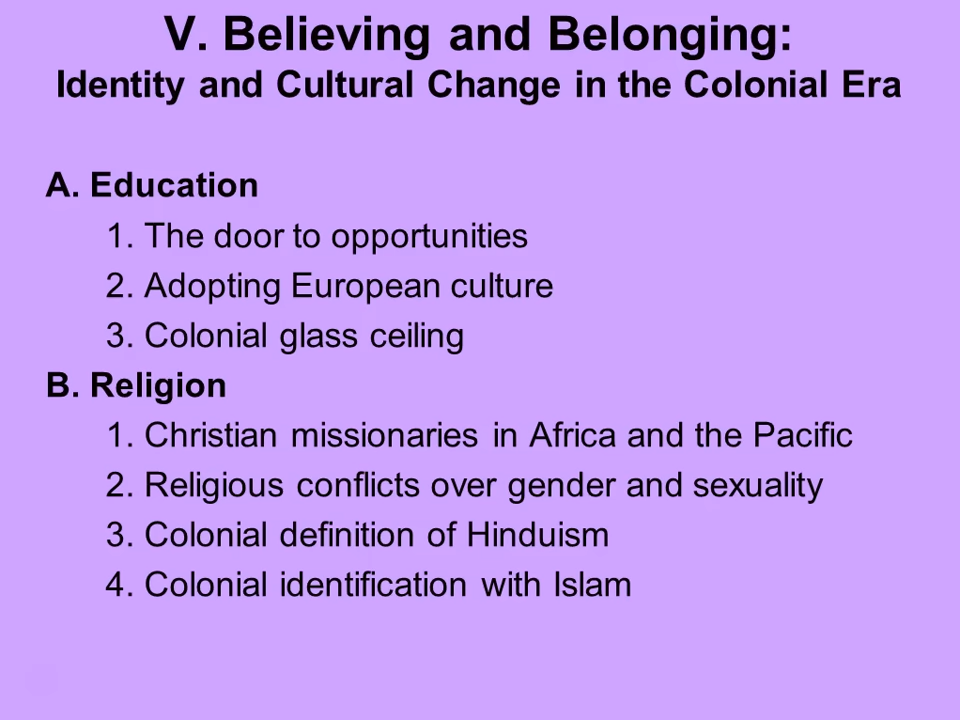 V. Believing and Belonging:
Identity and Cultural Change in the Colonial Era
A. Education
1. The door to opportunities
2. Adopting European culture
3. Colonial glass ceiling
B. Religion
1. Christian missionaries in Africa and the Pacific
2. Religious conflicts over gender and sexuality
3. Colonial definition of Hinduism
4. Colonial identification with Islam